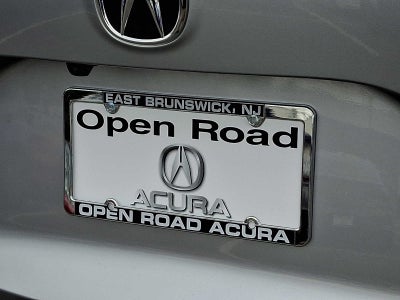 EAST BRUNSWICK, NJ
Open Road
ACURA
OPEN ROAD ACURA